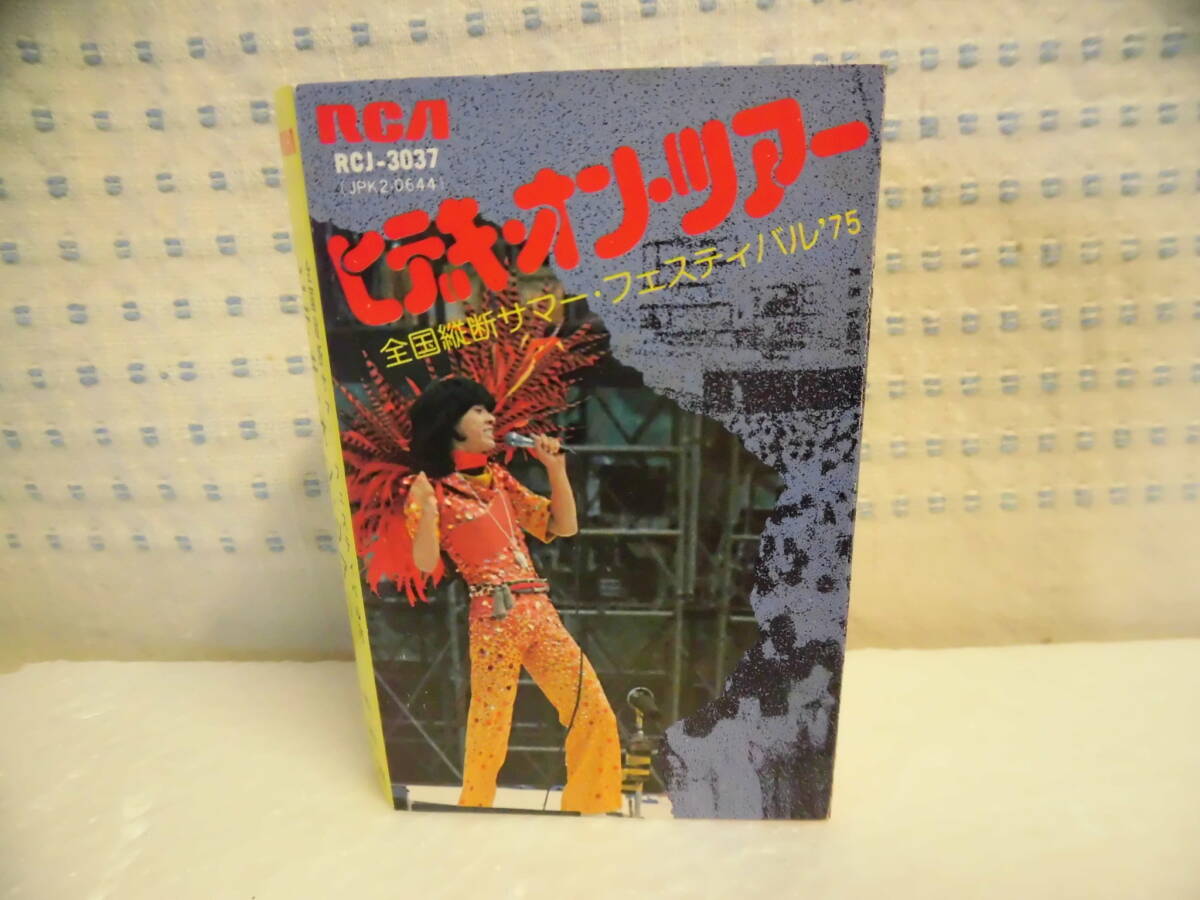 RCA
RCJ-3037
(JPK2-0644)
ヒデキ・オン・ツアー
全国縦断サマー・フェスティバル'75